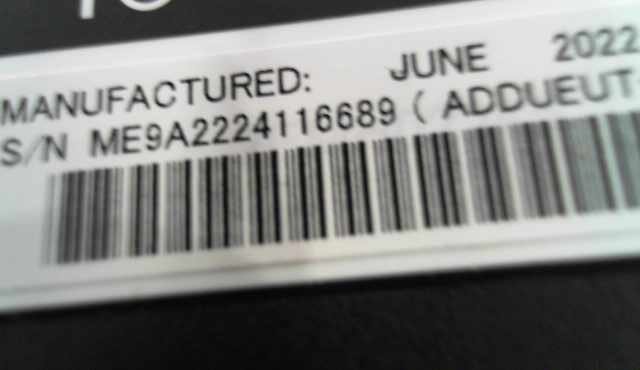 MANUFACTURED: JUNE 2022
S/N ME9A2224116689 ( ADDUEUT